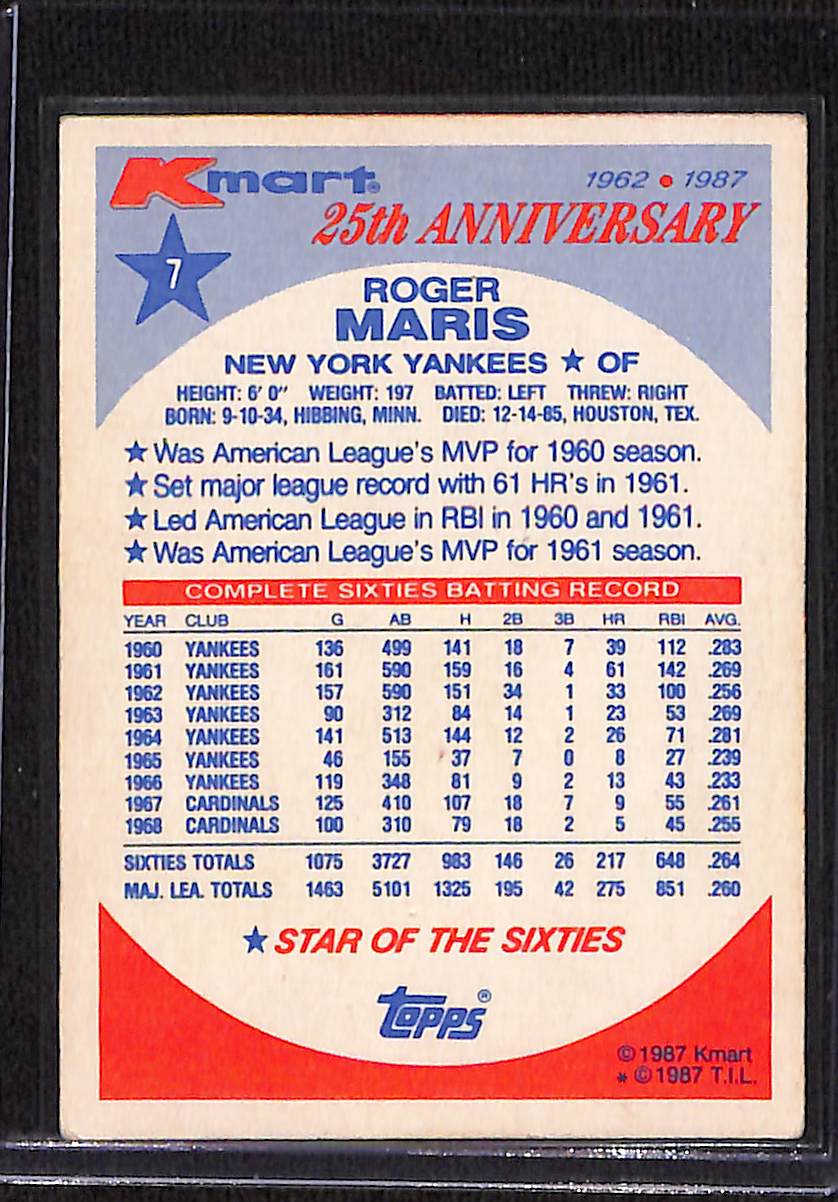 Kmart® 1962 • 1987
25th ANNIVERSARY
7
ROGER
MARIS
NEW YORK YANKEES ★ OF
HEIGHT: 6' 0" WEIGHT: 197 BATTED: LEFT THREW: RIGHT
BORN: 9-10-34, HIBBING, MINN. DIED: 12-14-85, HOUSTON, TEX.
★ Was American League's MVP for 1960 season.
★ Set major league record with 61 HR's in 1961.
★ Led American League in RBI in 1960 and 1961.
★ Was American League's MVP for 1961 season.
COMPLETE SIXTIES BATTING RECORD
YEAR CLUB G AB H 2B 3B HR RBI AVG.
1960 YANKEES 136 499 141 18 7 39 112 .283
1961 YANKEES 161 590 159 16 4 61 142 .269
1962 YANKEES 157 590 151 34 1 33 100 .256
1963 YANKEES 90 312 84 14 1 23 53 .269
1964 YANKEES 141 513 144 12 2 26 71 .281
1965 YANKEES 46 155 37 7 0 8 27 .239
1966 YANKEES 119 348 81 9 2 13 43 .233
1967 CARDINALS 125 410 107 18 7 9 55 .261
1968 CARDINALS 100 310 79 18 2 5 45 .255
SIXTIES TOTALS 1075 3727 983 146 26 217 648 .264
MAJ. LEA. TOTALS 1463 5101 1325 195 42 275 851 .260
★ STAR OF THE SIXTIES
topps®
© 1987 Kmart
* © 1987 T.I.L.